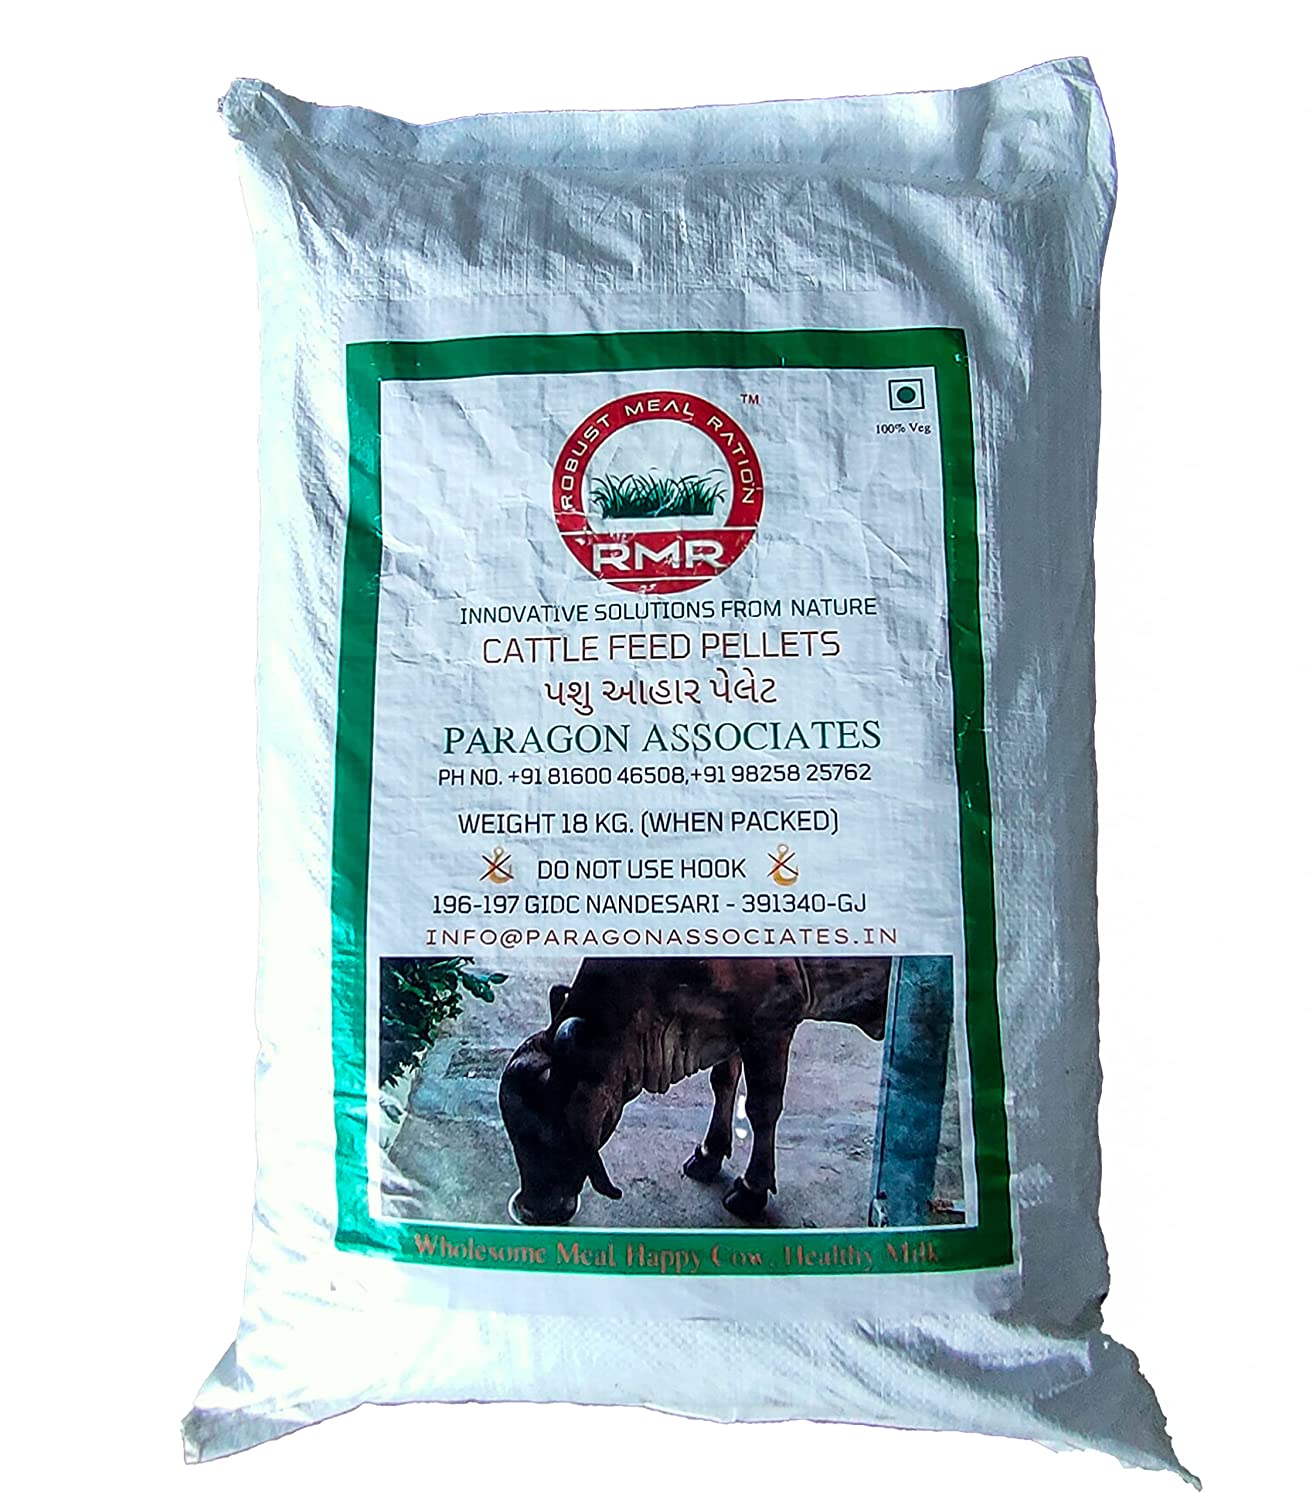 ROBUST MEAL RATION
TM
100% Veg
RMR
INNOVATIVE SOLUTIONS FROM NATURE
CATTLE FEED PELLETS
પશુ આહાર પેલેટ
PARAGON ASSOCIATES
PH NO. +91 81600 46508,+91 98258 25762
WEIGHT 18 KG. (WHEN PACKED)
DO NOT USE HOOK
196-197 GIDC NANDESARI - 391340-GJ
INFO@PARAGONASSOCIATES.IN
Wholesome Meal Happy Cow, Healthy Milk